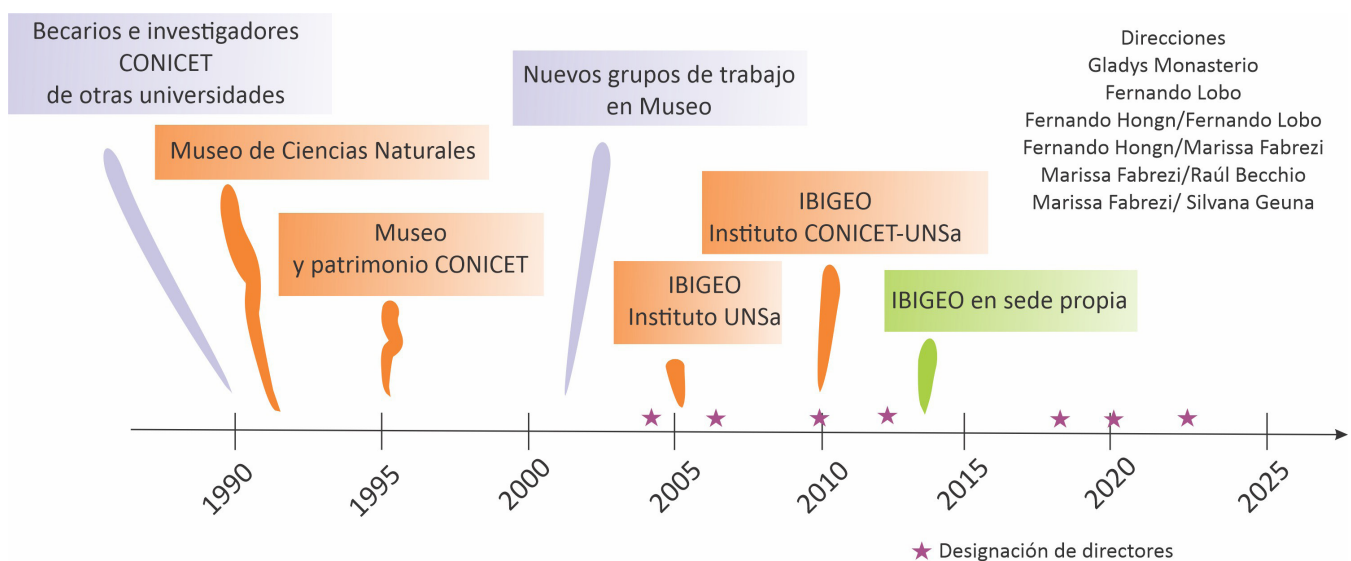 Becarios e investigadores
CONICET
de otras universidades
Museo de Ciencias Naturales
Museo
y patrimonio CONICET
Nuevos grupos de trabajo
en Museo
IBIGEO
Instituto UNSa
IBIGEO
Instituto CONICET-UNSa
IBIGEO en sede propia
Direcciones
Gladys Monasterio
Fernando Lobo
Fernando Hongn/Fernando Lobo
Fernando Hongn/Marissa Fabrezi
Marissa Fabrezi/Raúl Becchio
Marissa Fabrezi/ Silvana Geuna
1990
1995
2000
2005
2010
2015
2020
2025
Designación de directores